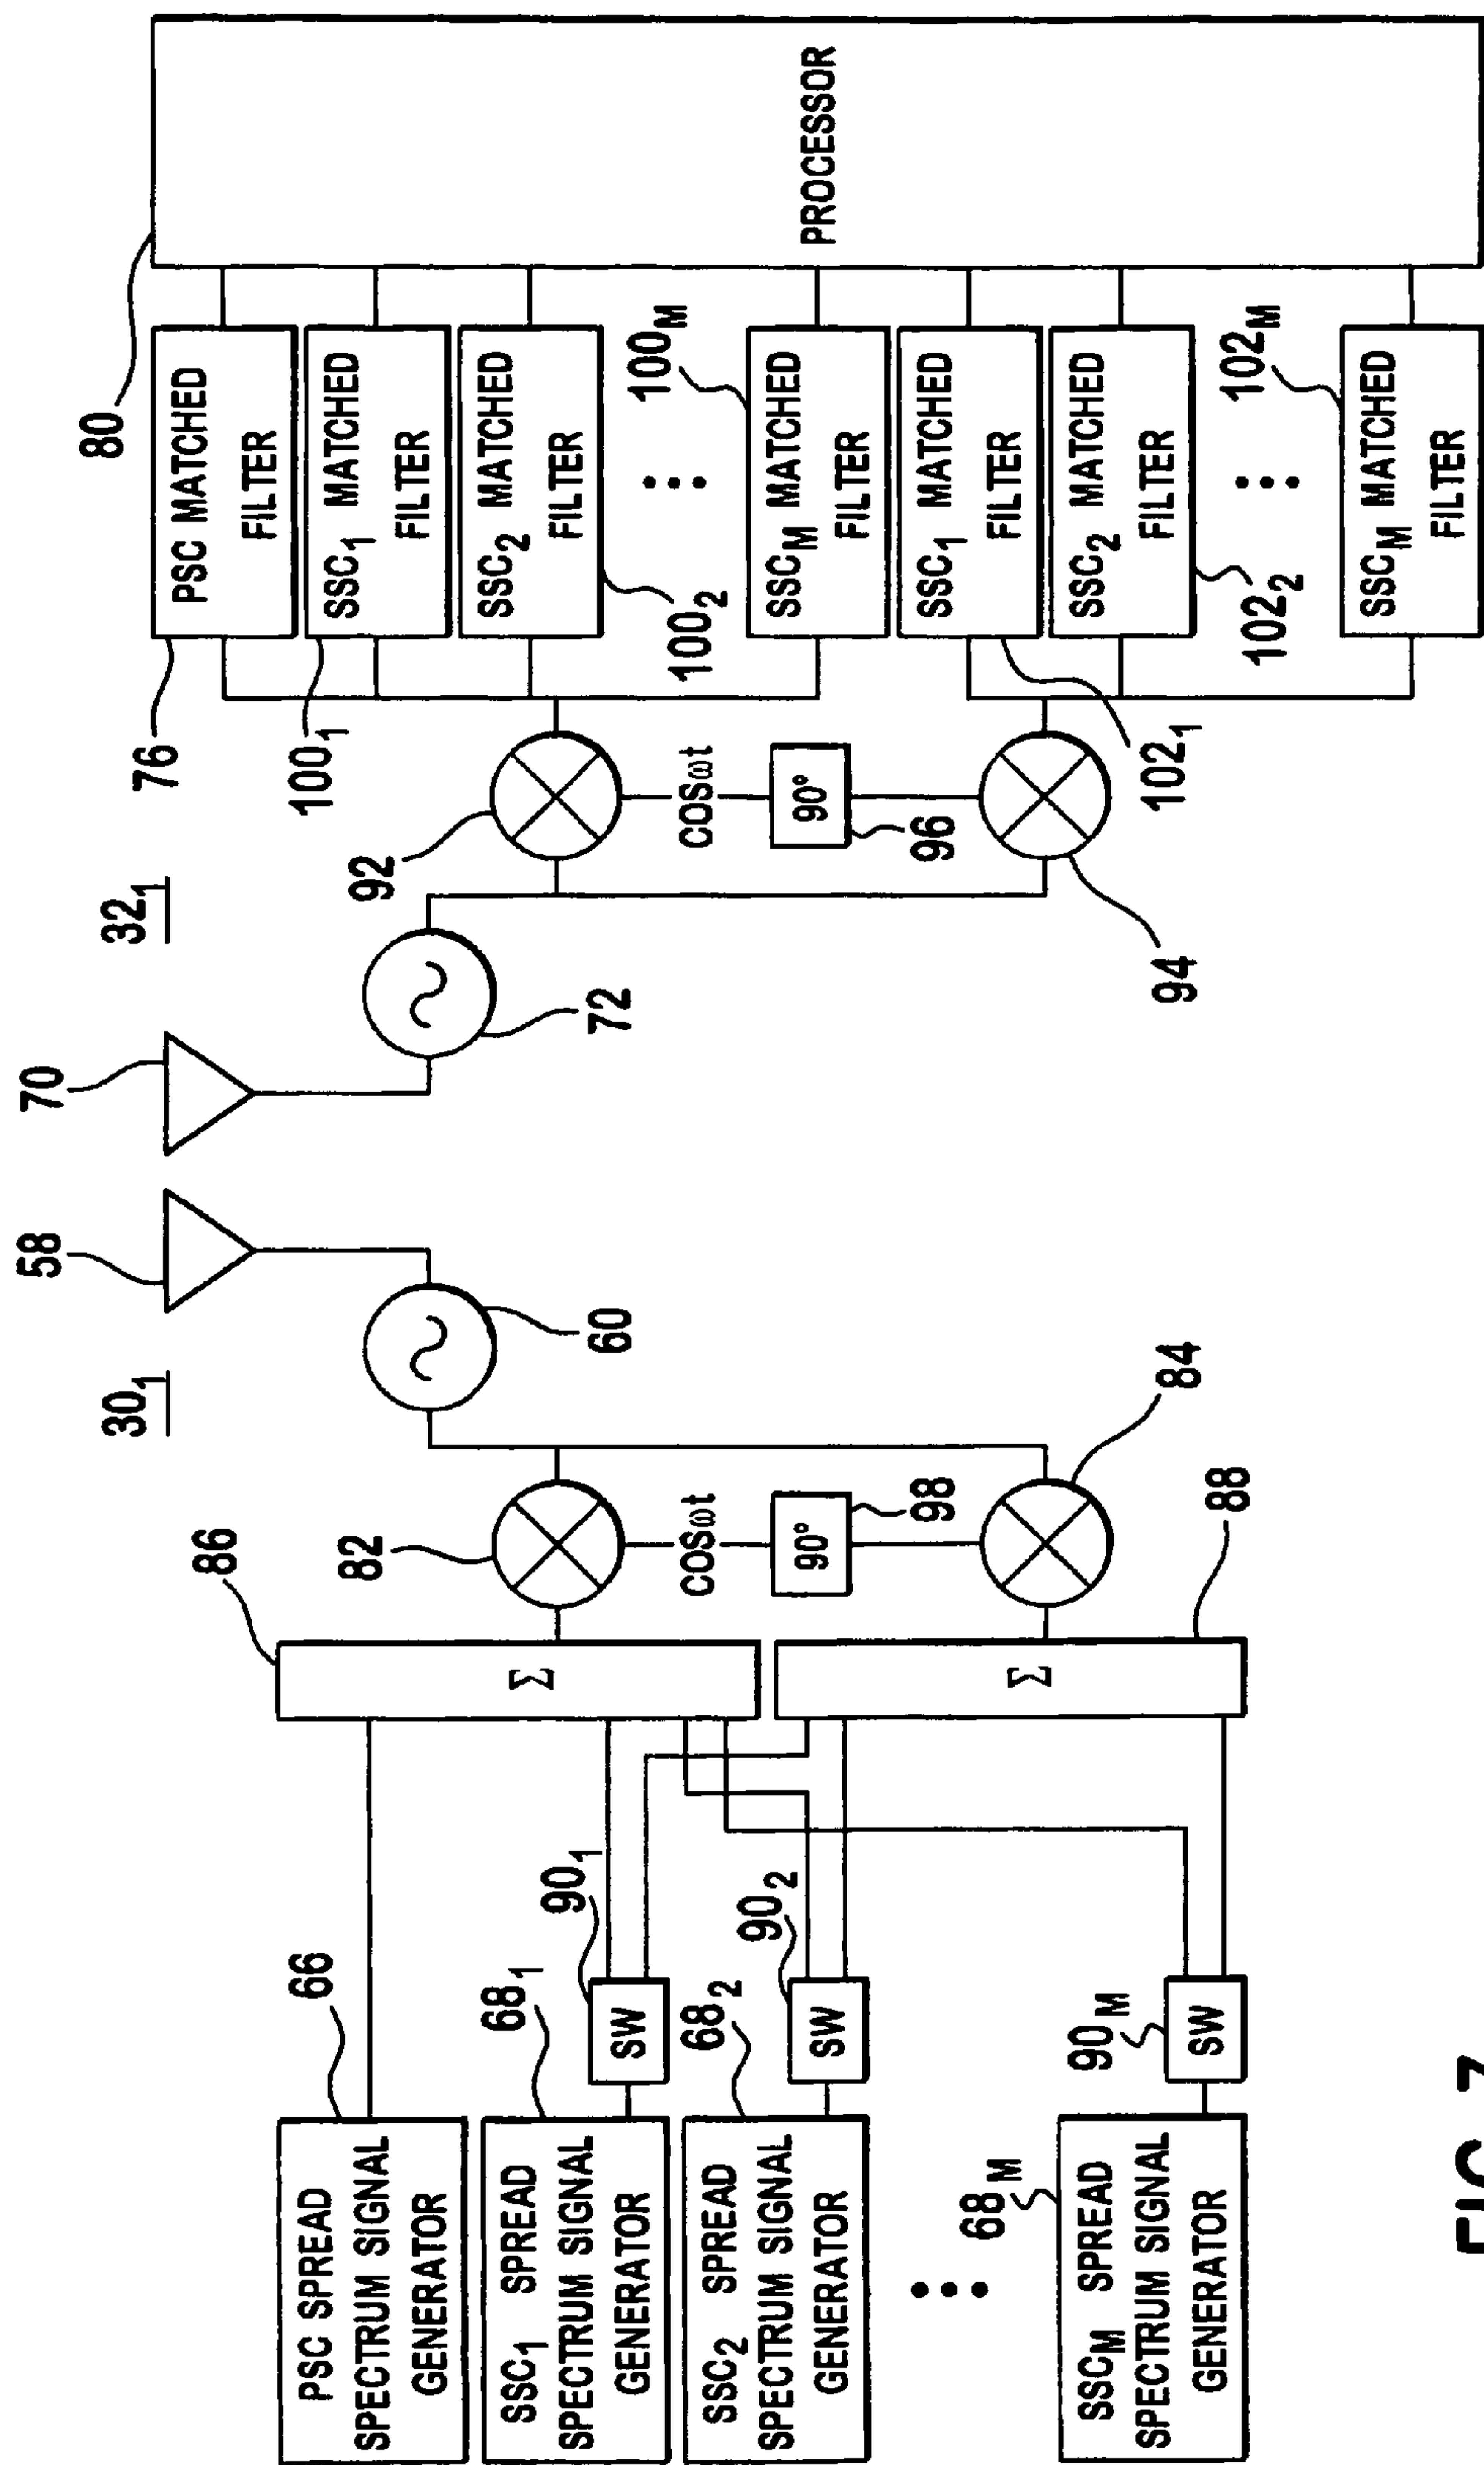 30₁
58
60
66
PSC SPREAD
SPECTRUM SIGNAL
GENERATOR
68₁
SSC₁ SPREAD
SPECTRUM SIGNAL
GENERATOR
90₁
SW
68₂
SSC₂ SPREAD
SPECTRUM SIGNAL
GENERATOR
90₂
SW
68M
SSCM SPREAD
SPECTRUM SIGNAL
GENERATOR
90M
SW
86
Σ
88
Σ
82
COSωt
90°
98
84
32₁
70
72
92
COSωt
90°
96
94
76
PSC MATCHED
FILTER
100₁
SSC₁ MATCHED
FILTER
SSC₂ MATCHED
FILTER
100₂
100M
SSCM MATCHED
FILTER
SSC₁ MATCHED
FILTER
102₁
SSC₂ MATCHED
FILTER
102₂
102M
SSCM MATCHED
FILTER
80
PROCESSOR
FIG